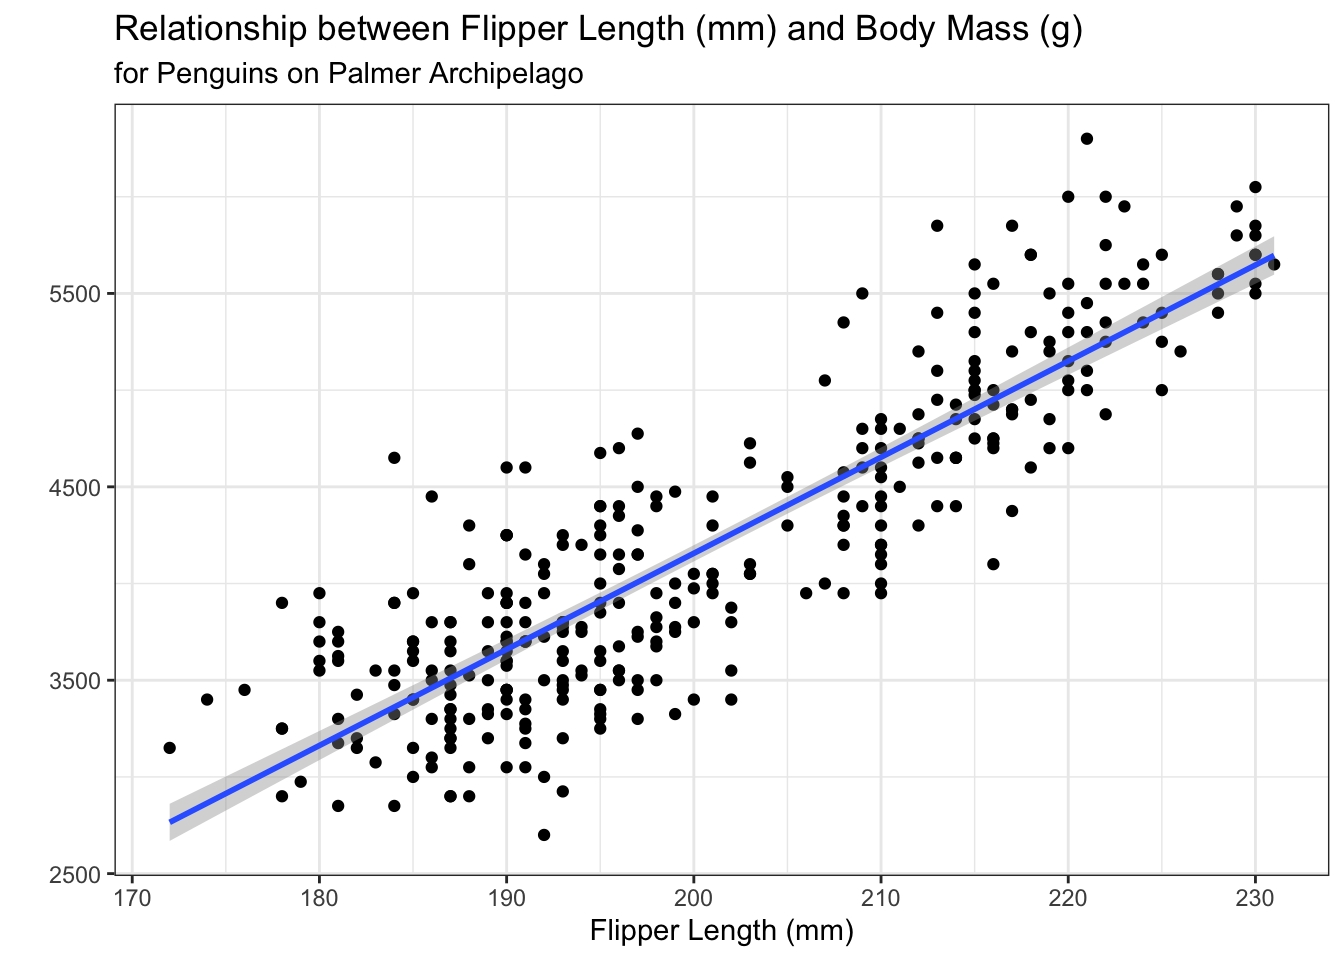 Relationship between Flipper Length (mm) and Body Mass (g)
for Penguins on Palmer Archipelago
5500
4500
3500
2500
170 180 190 200 210 220 230
Flipper Length (mm)